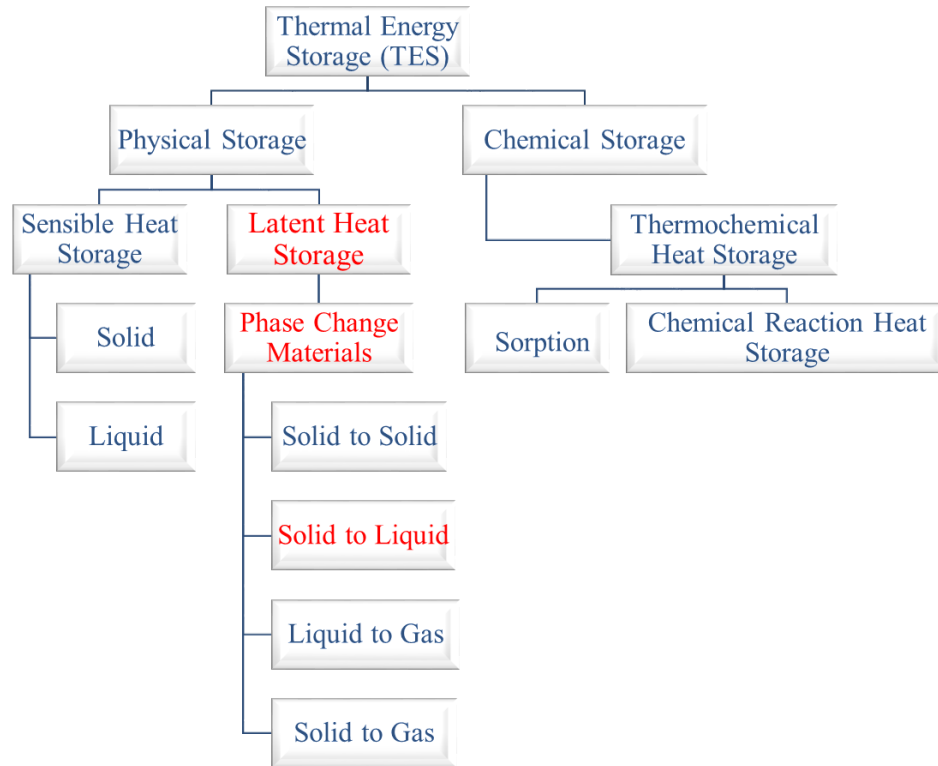 Thermal Energy
Storage (TES)
Physical Storage
Chemical Storage
Sensible Heat
Storage
Latent Heat
Storage
Thermochemical
Heat Storage
Solid
Phase Change
Materials
Sorption
Chemical Reaction Heat
Storage
Liquid
Solid to Solid
Solid to Liquid
Liquid to Gas
Solid to Gas